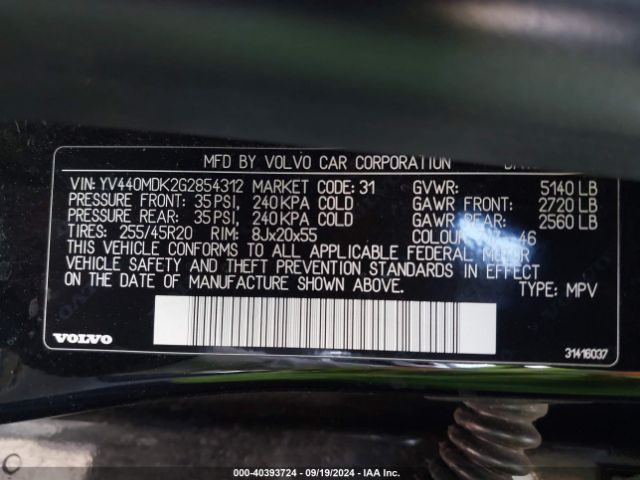 MFD BY VOLVO CAR CORPORATION
VIN: YV440MDK2G2854312 MARKET CODE: 31 GVWR: 5140 LB
PRESSURE FRONT: 35 PSI, 240 KPA COLD GAWR FRONT: 2720 LB
PRESSURE REAR: 35 PSI, 240 KPA COLD GAWR REAR: 2560 LB
TIRES: 255/45R20 RIM: 8Jx20x55 COLOUR 46
THIS VEHICLE CONFORMS TO ALL APPLICABLE FEDERAL MOTOR
VEHICLE SAFETY AND THEFT PREVENTION STANDARDS IN EFFECT
ON THE DATE OF MANUFACTURE SHOWN ABOVE. TYPE: MPV
VOLVO
31416037
000-40393724 - 09/19/2024 - IAA Inc.